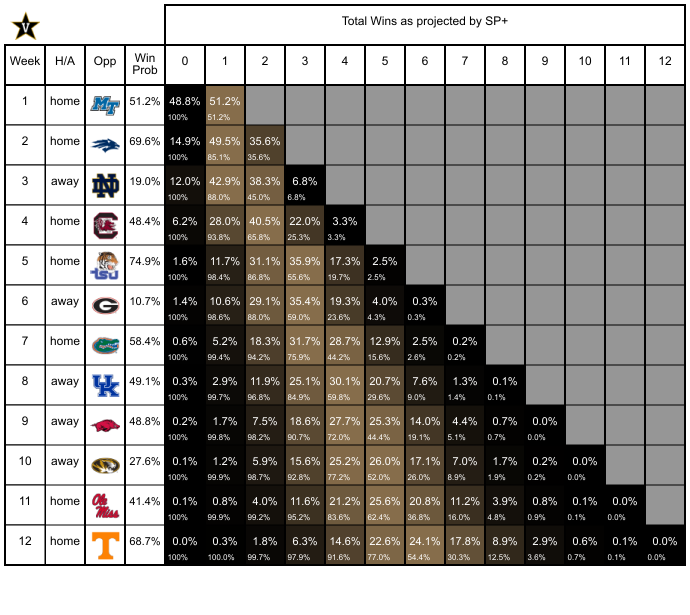 V
Total Wins as projected by SP+
Week H/A Opp Win Prob 0 1 2 3 4 5 6 7 8 9 10 11 12
1 home MT 51.2% 48.8% 51.2%
100% 51.2%
2 home 69.6% 14.9% 49.5% 35.6%
100% 85.1% 35.6%
3 away ND 19.0% 12.0% 42.9% 38.3% 6.8%
100% 88.0% 45.0% 6.8%
4 home C 48.4% 6.2% 28.0% 40.5% 22.0% 3.3%
100% 93.8% 65.8% 25.3% 3.3%
5 home TSU 74.9% 1.6% 11.7% 31.1% 35.9% 17.3% 2.5%
100% 98.4% 86.8% 55.6% 19.7% 2.5%
6 away G 10.7% 1.4% 10.6% 29.1% 35.4% 19.3% 4.0% 0.3%
100% 98.6% 88.0% 59.0% 23.6% 4.3% 0.3%
7 home 58.4% 0.6% 5.2% 18.3% 31.7% 28.7% 12.9% 2.5% 0.2%
100% 99.4% 94.2% 75.9% 44.2% 15.6% 2.6% 0.2%
8 away UK 49.1% 0.3% 2.9% 11.9% 25.1% 30.1% 20.7% 7.6% 1.3% 0.1%
100% 99.7% 96.8% 84.9% 59.8% 29.6% 9.0% 1.4% 0.1%
9 away 48.8% 0.2% 1.7% 7.5% 18.6% 27.7% 25.3% 14.0% 4.4% 0.7% 0.0%
100% 99.8% 98.2% 90.7% 72.0% 44.4% 19.1% 5.1% 0.7% 0.0%
10 away 27.6% 0.1% 1.2% 5.9% 15.6% 25.2% 26.0% 17.1% 7.0% 1.7% 0.2% 0.0%
100% 99.9% 98.7% 92.8% 77.2% 52.0% 26.0% 8.9% 1.9% 0.2% 0.0%
11 home Ole Miss 41.4% 0.1% 0.8% 4.0% 11.6% 21.2% 25.6% 20.8% 11.2% 3.9% 0.8% 0.1% 0.0%
100% 99.9% 99.2% 95.2% 83.6% 62.4% 36.8% 16.0% 4.8% 0.9% 0.1% 0.0%
12 home T 68.7% 0.0% 0.3% 1.8% 6.3% 14.6% 22.6% 24.1% 17.8% 8.9% 2.9% 0.6% 0.1% 0.0%
100% 100.0% 99.7% 97.9% 91.6% 77.0% 54.4% 30.3% 12.5% 3.6% 0.7% 0.1% 0.0%